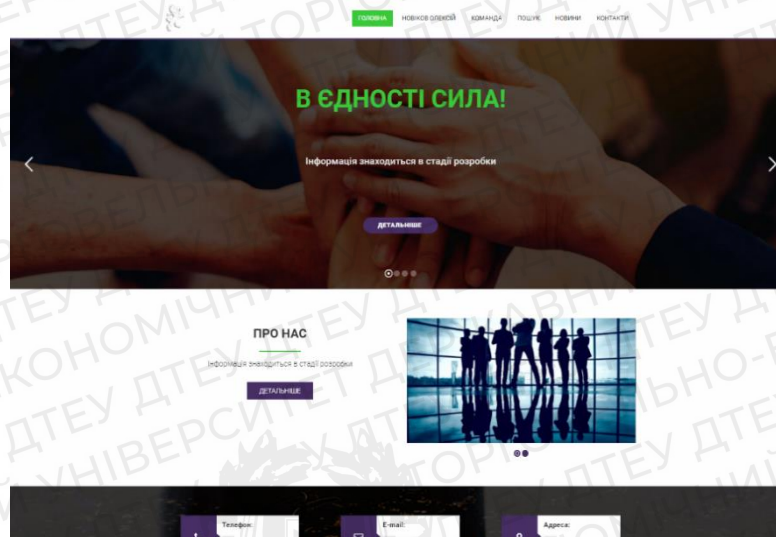 ГОЛОВНА НОВІКОВ ОЛЕКСІЙ КОМАНДА ПОШУК НОВИНИ КОНТАКТИ
В ЄДНОСТІ СИЛА!
Інформація знаходиться в стадії розробки
ДЕТАЛЬНІШЕ
ПРО НАС
Інформація знаходиться в стадії розробки
ДЕТАЛЬНІШЕ
Телефон: E-mail: Адреса: